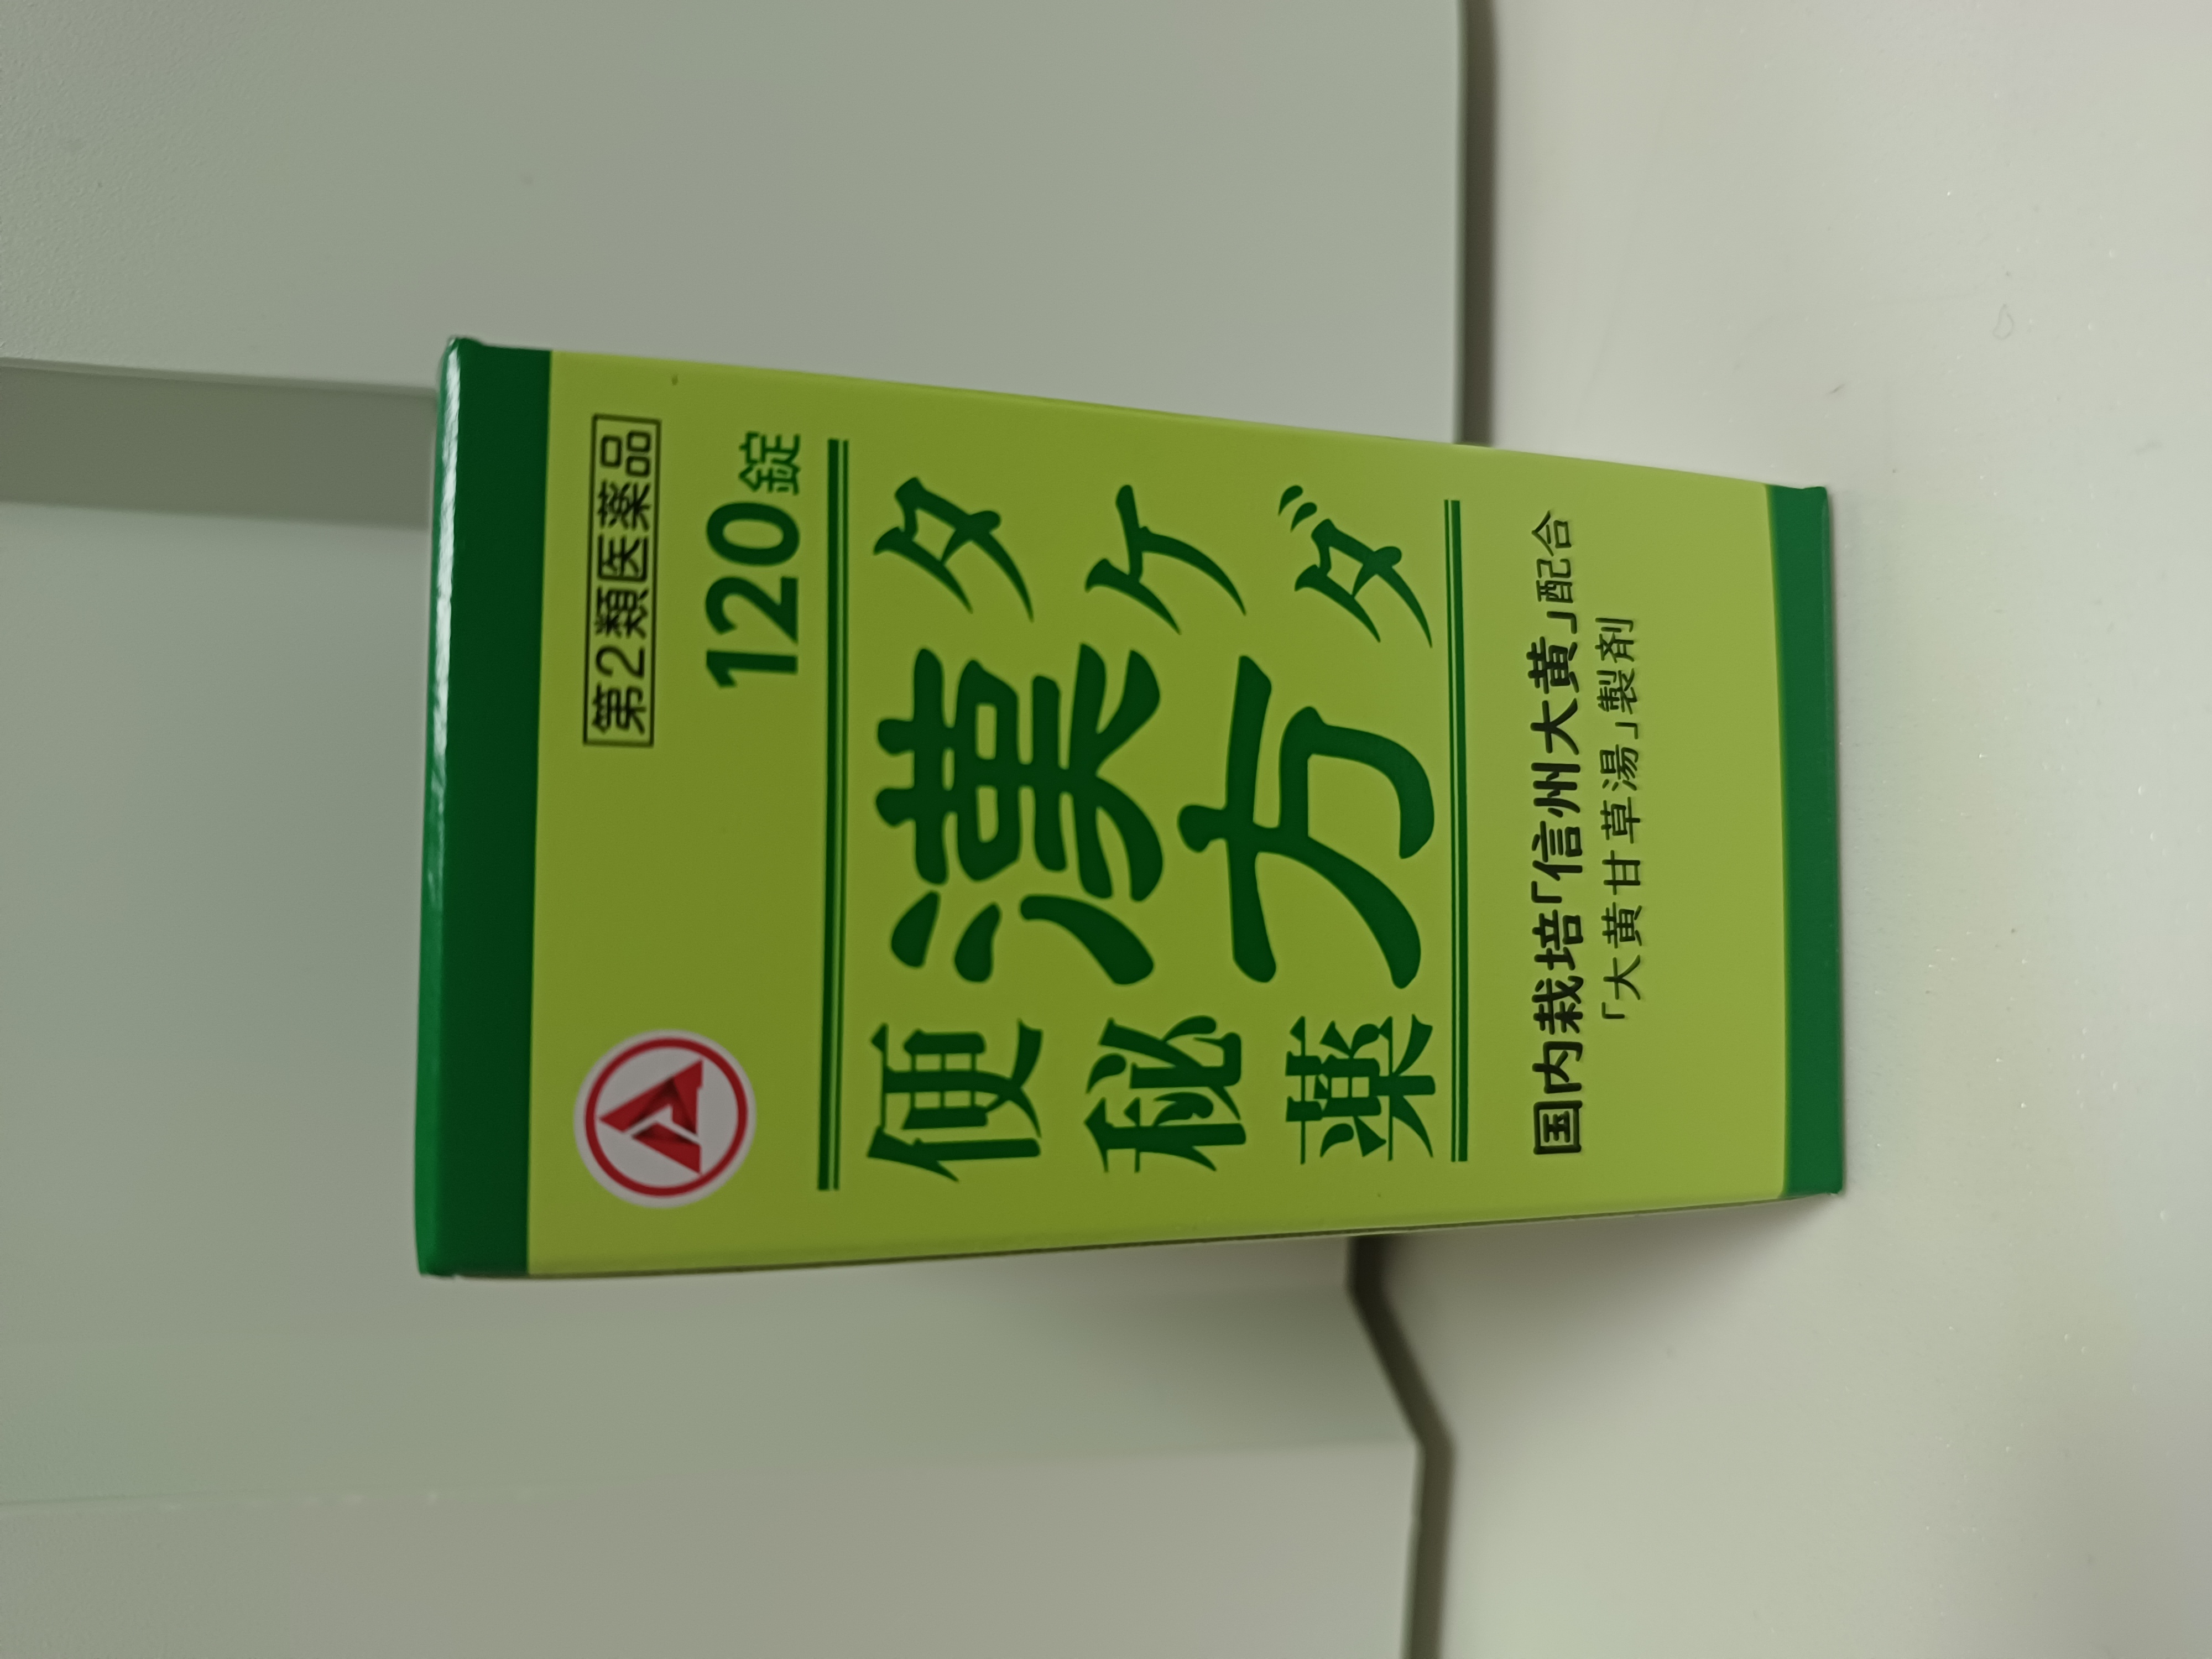 第2類医薬品
120錠
タケダ
漢方
便秘薬
国内栽培「信州大黄」配合
「大黄甘草湯」製剤